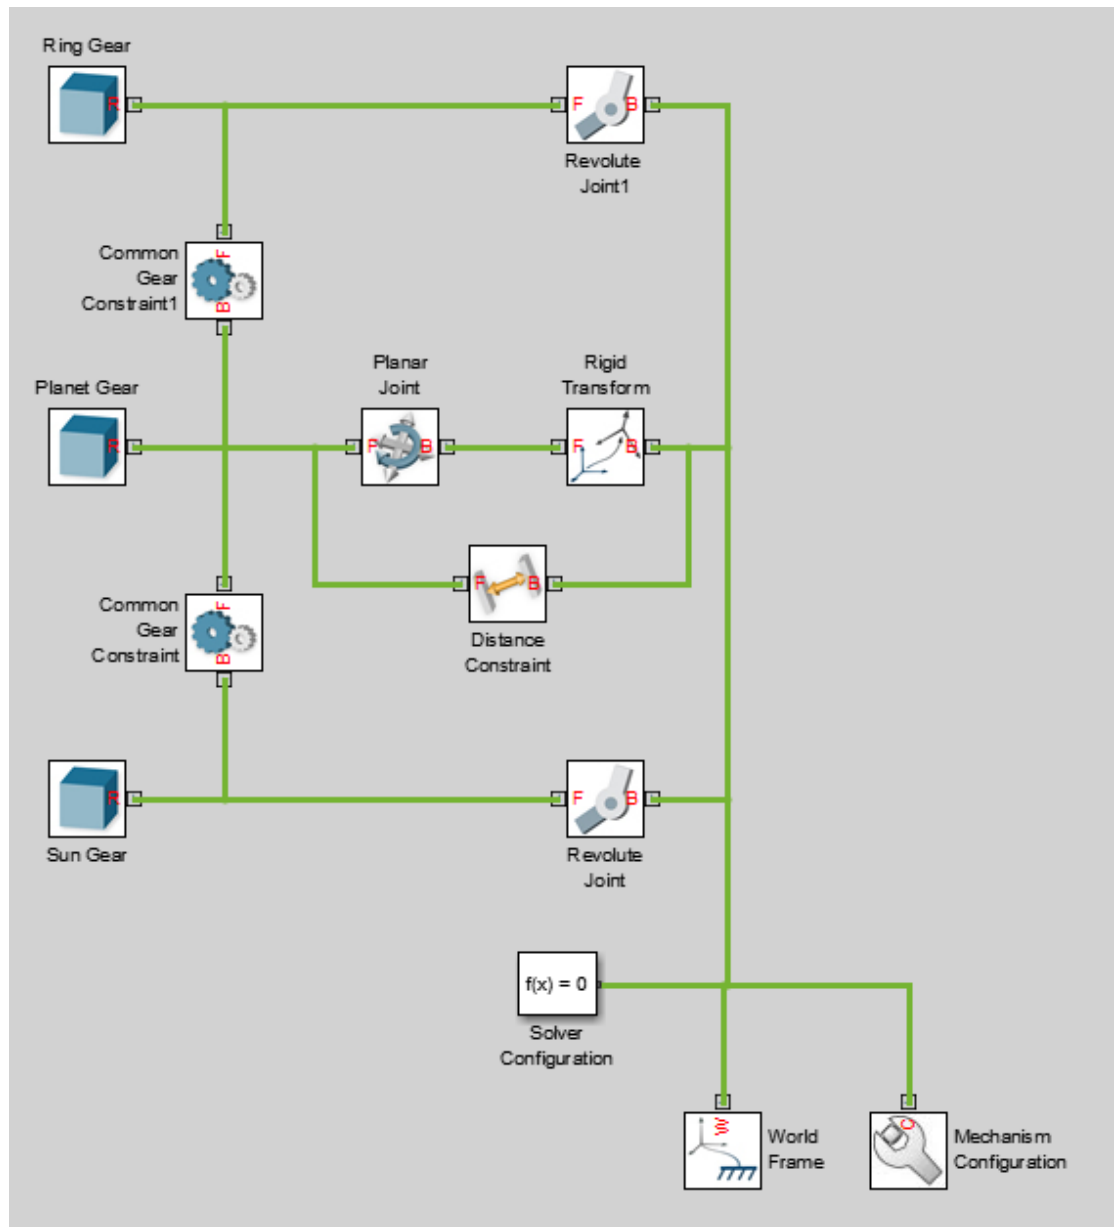 Ring Gear
R
F
B
Revolute
Joint1
Common
Gear
Constraint1
F
B
Planet Gear
R
Planar
Joint
F
B
Rigid
Transform
F
B
Common
Gear
Constraint
F
B
F
B
Distance
Constraint
R
Sun Gear
F
B
Revolute
Joint
f(x) = 0
Solver
Configuration
W
World
Frame
C
Mechanism
Configuration